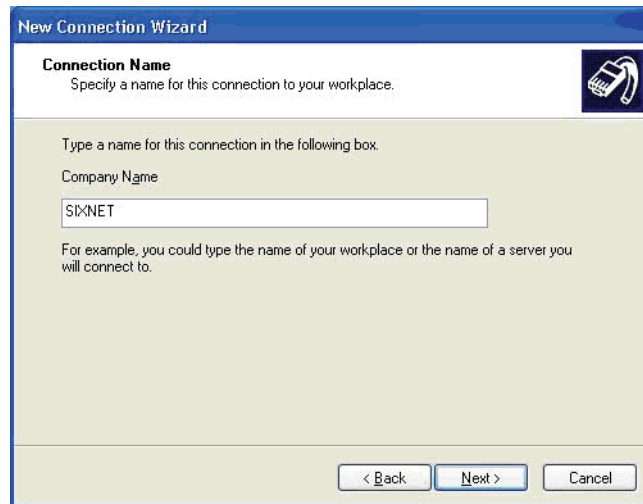 New Connection Wizard
Connection Name
Specify a name for this connection to your workplace.
Type a name for this connection in the following box.
Company Name
SIXNET
For example, you could type the name of your workplace or the name of a server you
will connect to.
< Back
Next >
Cancel